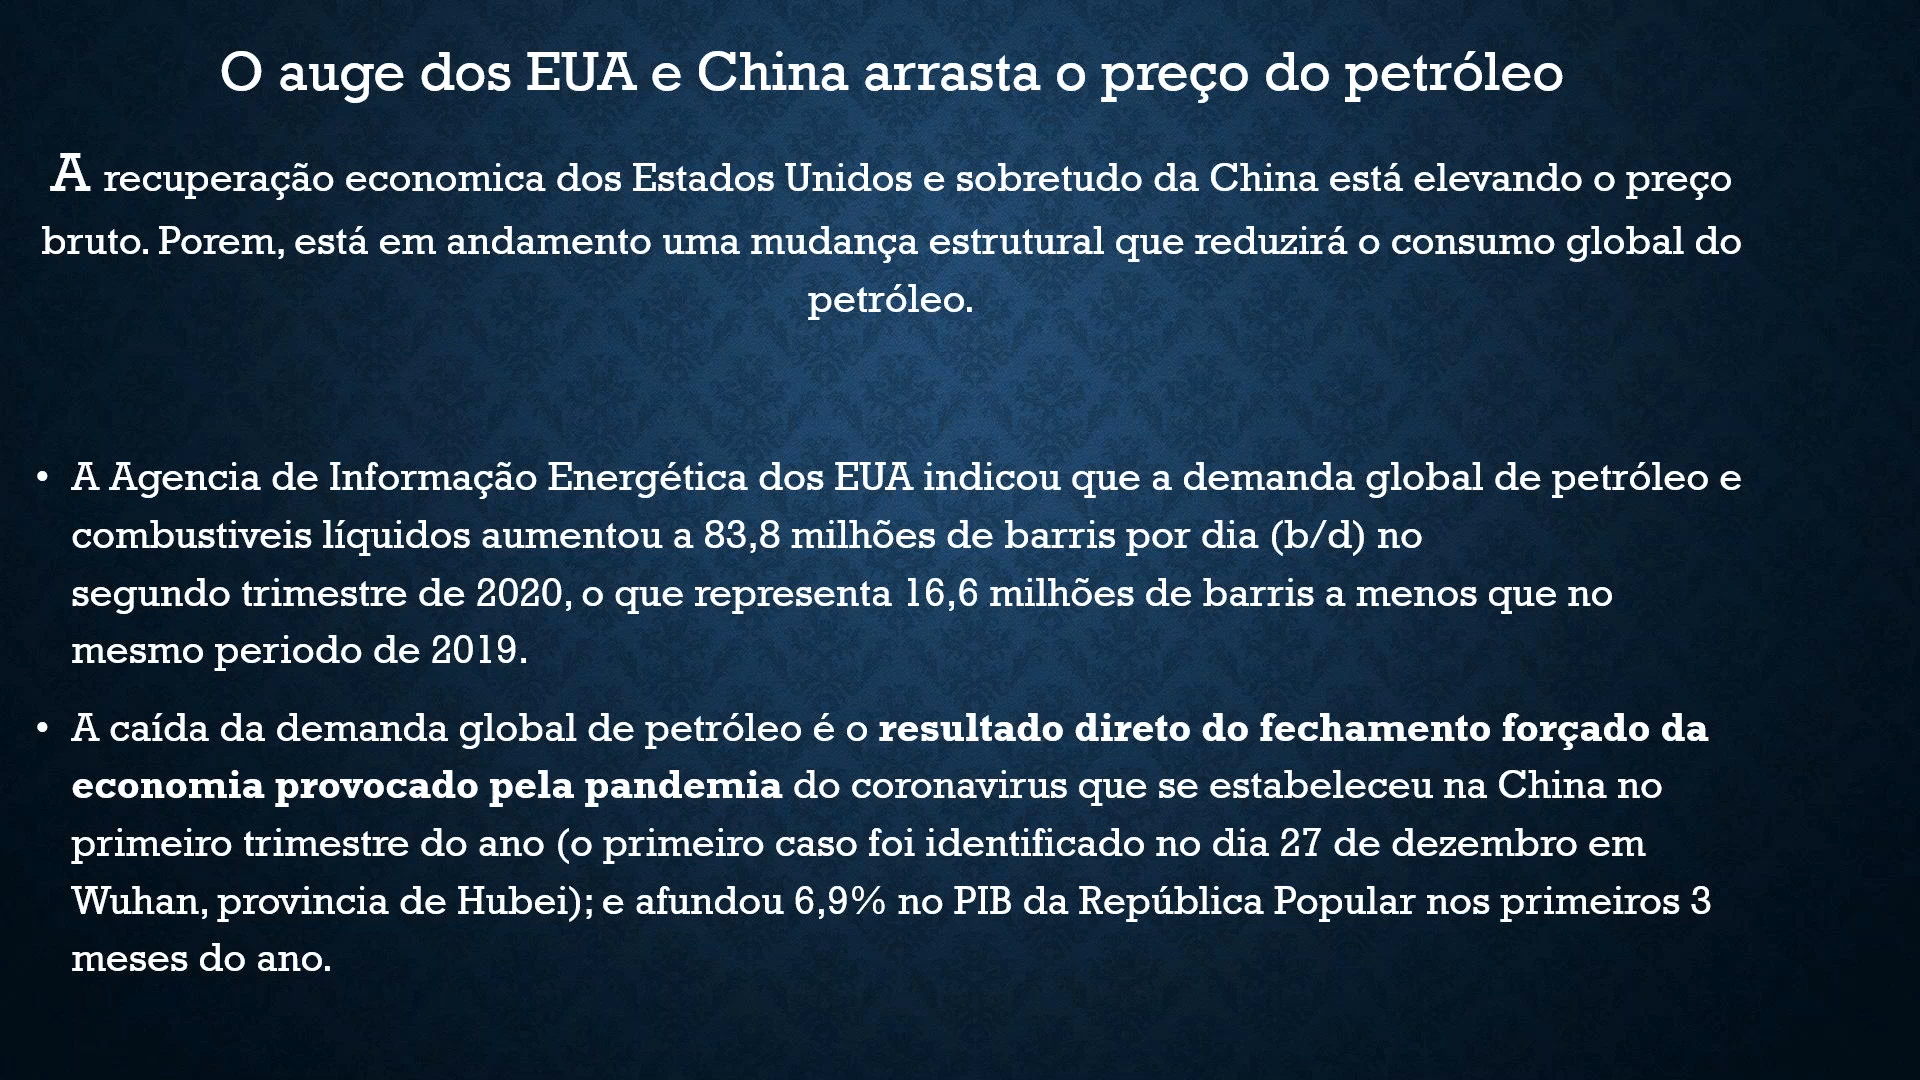 O auge dos EUA e China arrasta o preço do petróleo
A recuperação economica dos Estados Unidos e sobretudo da China está elevando o preço
bruto. Porem, está em andamento uma mudança estrutural que reduzirá o consumo global do
petróleo.
• A Agencia de Informação Energética dos EUA indicou que a demanda global de petróleo e
combustiveis líquidos aumentou a 83,8 milhões de barris por dia (b/d) no
segundo trimestre de 2020, o que representa 16,6 milhões de barris a menos que no
mesmo periodo de 2019.
• A caída da demanda global de petróleo é o resultado direto do fechamento forçado da
economia provocado pela pandemia do coronavirus que se estabeleceu na China no
primeiro trimestre do ano (o primeiro caso foi identificado no dia 27 de dezembro em
Wuhan, provincia de Hubei); e afundou 6,9% no PIB da República Popular nos primeiros 3
meses do ano.